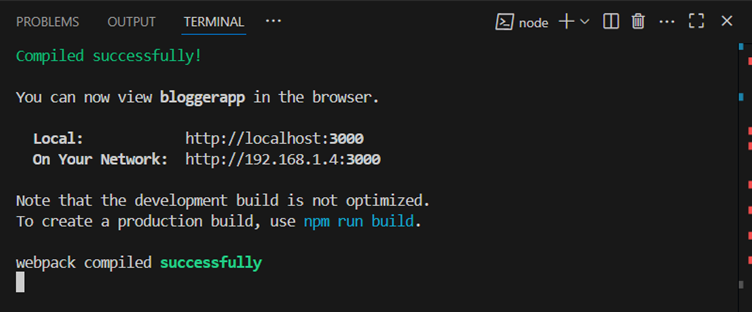 PROBLEMS OUTPUT TERMINAL ··· node
Compiled successfully!
You can now view bloggerapp in the browser.
Local: http://localhost:3000
On Your Network: http://192.168.1.4:3000
Note that the development build is not optimized.
To create a production build, use npm run build.
webpack compiled successfully